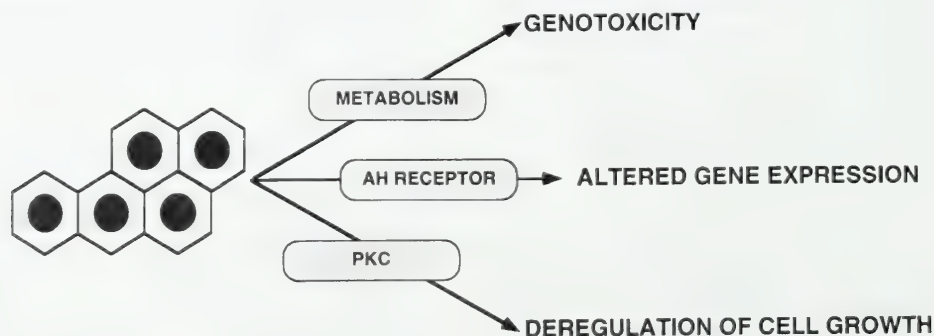 GENOTOXICITY
METABOLISM
AH RECEPTOR
ALTERED GENE EXPRESSION
PKC
DEREGULATION OF CELL GROWTH